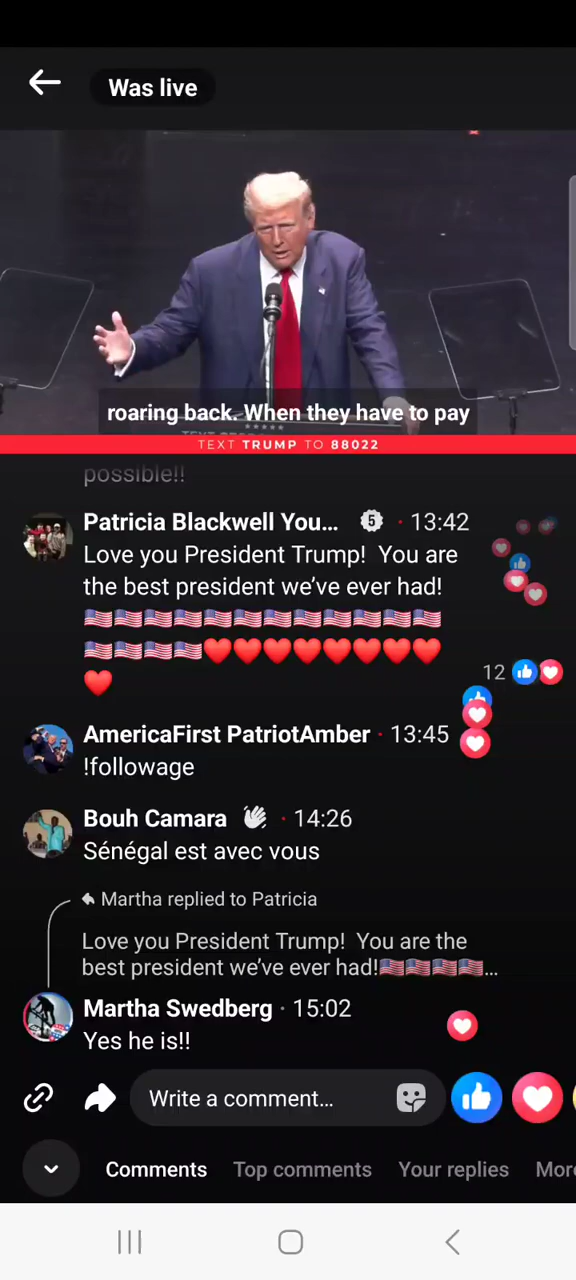 Was live
roaring back. When they have to pay
TEXT TRUMP TO 88022
possible!!
Patricia Blackwell You... 5 · 13:42
Love you President Trump! You are
the best president we’ve ever had!
🇺🇸🇺🇸🇺🇸🇺🇸🇺🇸🇺🇸🇺🇸🇺🇸🇺🇸🇺🇸🇺🇸🇺🇸
🇺🇸🇺🇸🇺🇸🇺🇸❤️❤️❤️❤️❤️❤️❤️❤️
❤️
12
AmericaFirst PatriotAmber · 13:45
!followage
Bouh Camara 👋 · 14:26
Sénégal est avec vous
Martha replied to Patricia
Love you President Trump! You are the
best president we’ve ever had!🇺🇸🇺🇸🇺🇸🇺🇸...
Martha Swedberg · 15:02
Yes he is!!
Write a comment...
Comments Top comments Your replies More